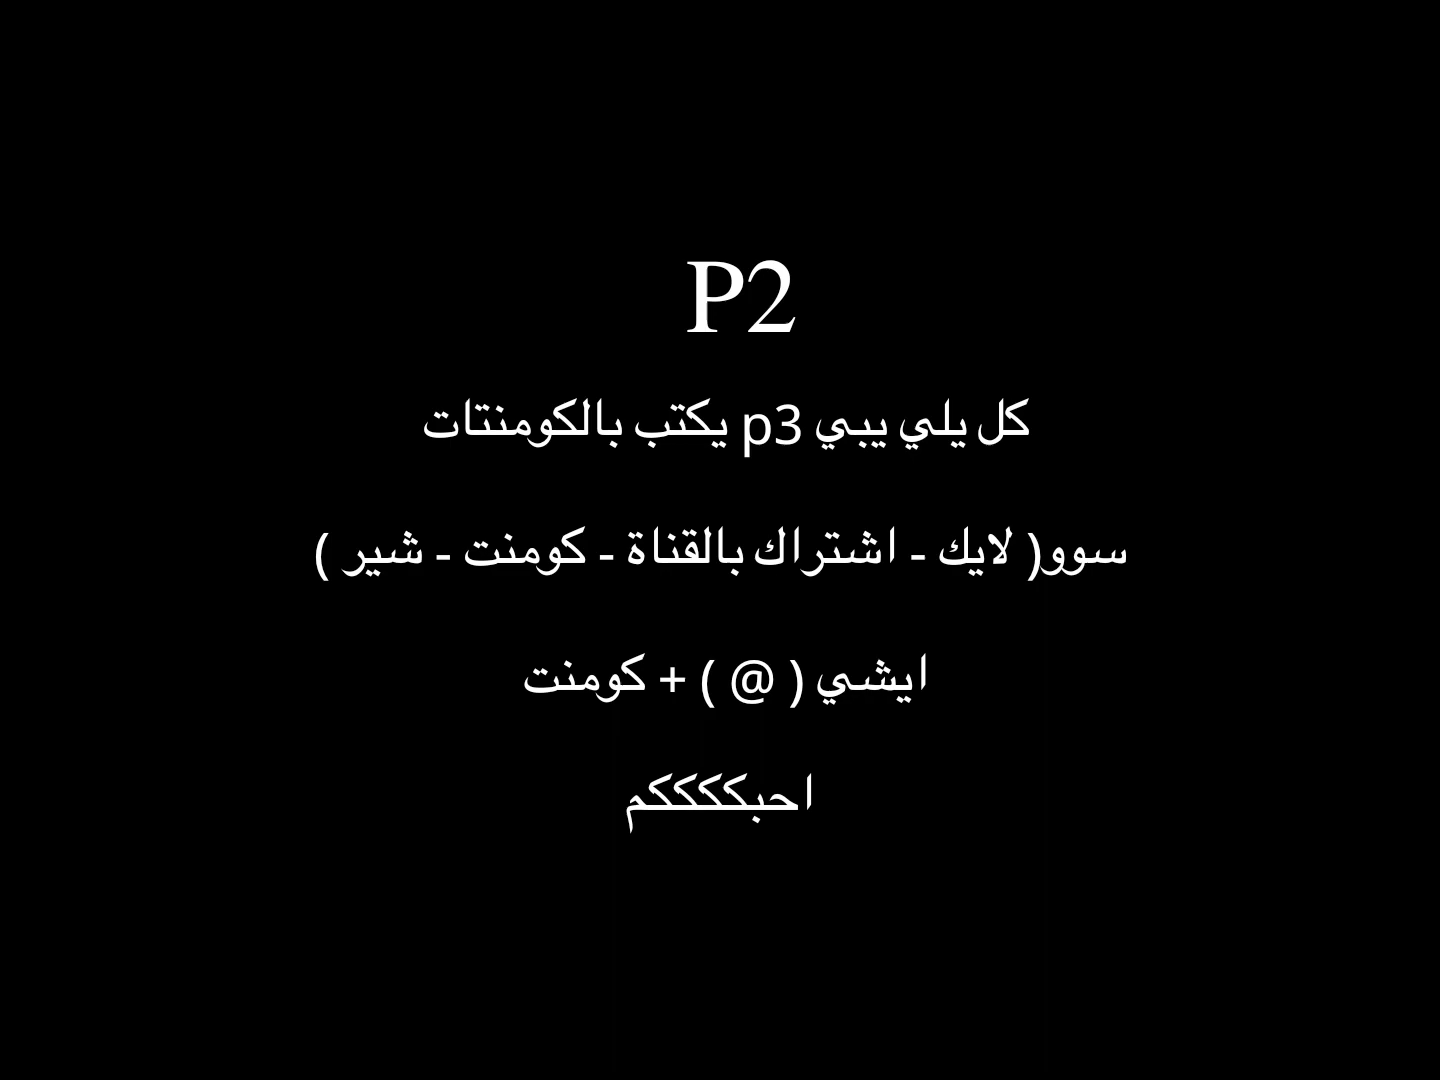 P2
كل يلي يبي p3 يكتب بالكومنتات
سوو( لايك - اشتراك بالقناة - كومنت - شير )
ايشي ( @ ) + كومنت
احبككككم